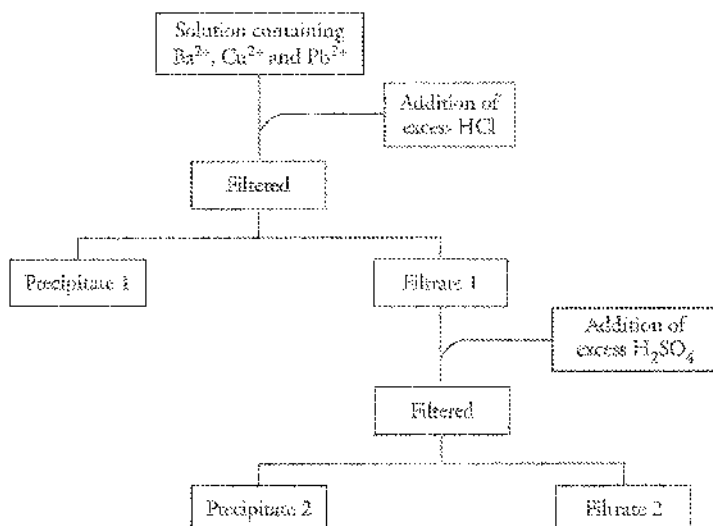 Solution containing
Ba²⁺, Cu²⁺ and Pb²⁺
Addition of
excess HCl
Filtered
Precipitate 1
Filtrate 1
Addition of
excess H₂SO₄
Filtered
Precipitate 2
Filtrate 2